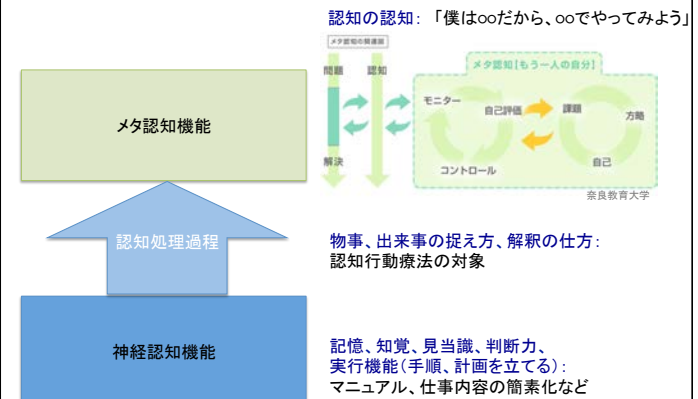 認知の認知: 「僕は○○だから、○○でやってみよう」
メタ認知の関連図
問題 認知
メタ認知【もう一人の自分】
モニター
自己評価
課題
方略
メタ認知機能
解決
コントロール
自己
奈良教育大学
認知処理過程
物事、出来事の捉え方、解釈の仕方:
認知行動療法の対象
神経認知機能
記憶、知覚、見当識、判断力、
実行機能(手順、計画を立てる):
マニュアル、仕事内容の簡素化など